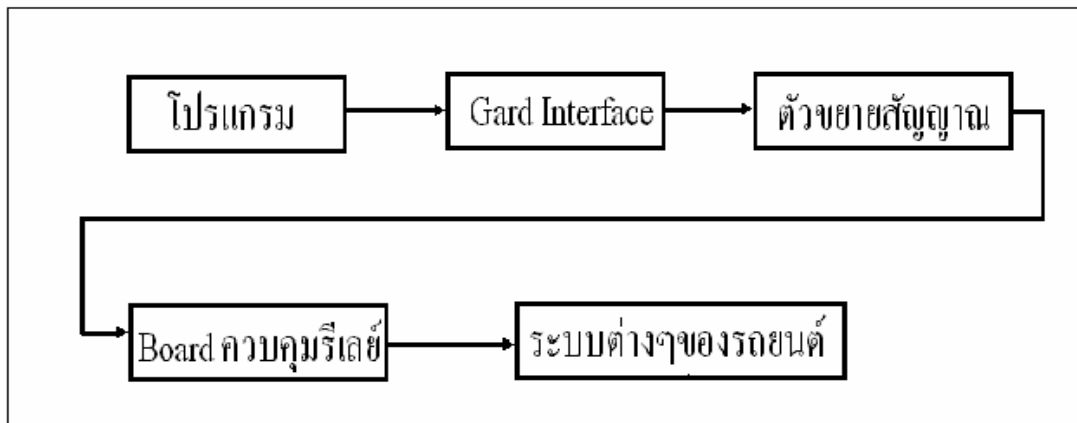 โปรแกรม
Gard Interface
ตัวขยายสัญญาณ
Board ควบคุมรีเลย์
ระบบต่างๆของรถยนต์